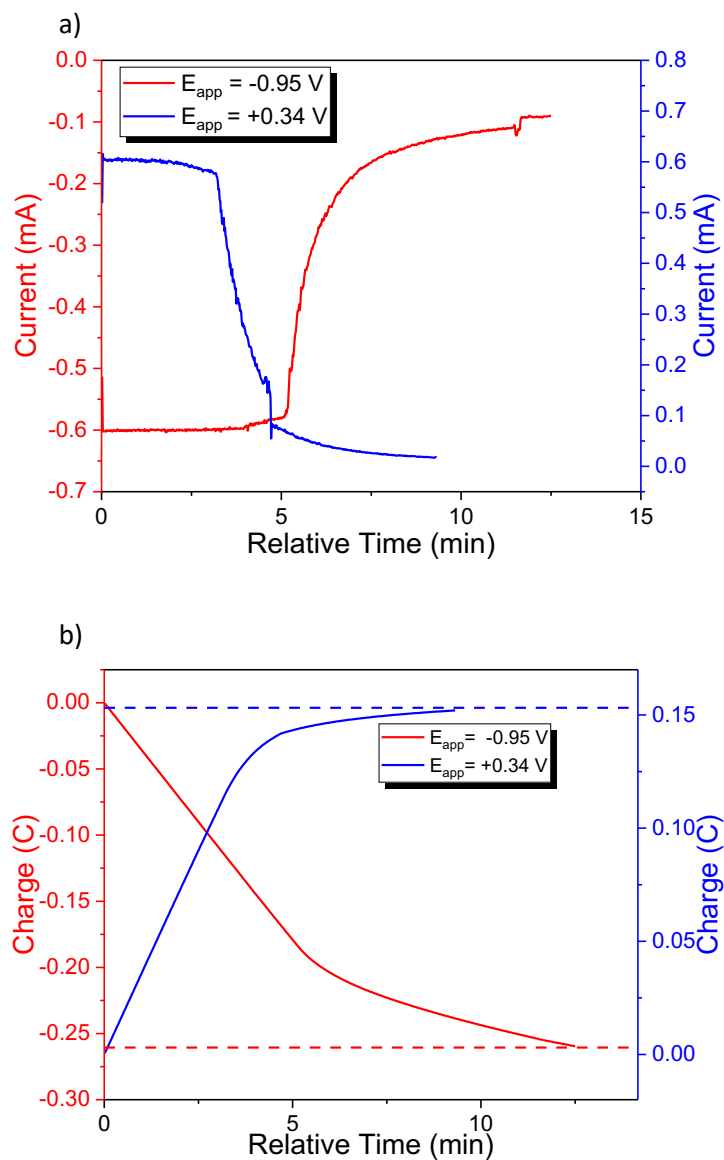 a)
E_app = -0.95 V
E_app = +0.34 V
0.0
-0.1
-0.2
-0.3
-0.4
-0.5
-0.6
-0.7
Current (mA)
0.8
0.7
0.6
0.5
0.4
0.3
0.2
0.1
0.0
Current (mA)
0 5 10 15
Relative Time (min)
b)
E_app= -0.95 V
E_app= +0.34 V
0.00
-0.05
-0.10
-0.15
-0.20
-0.25
-0.30
Charge (C)
0.15
0.10
0.05
0.00
Charge (C)
0 5 10
Relative Time (min)